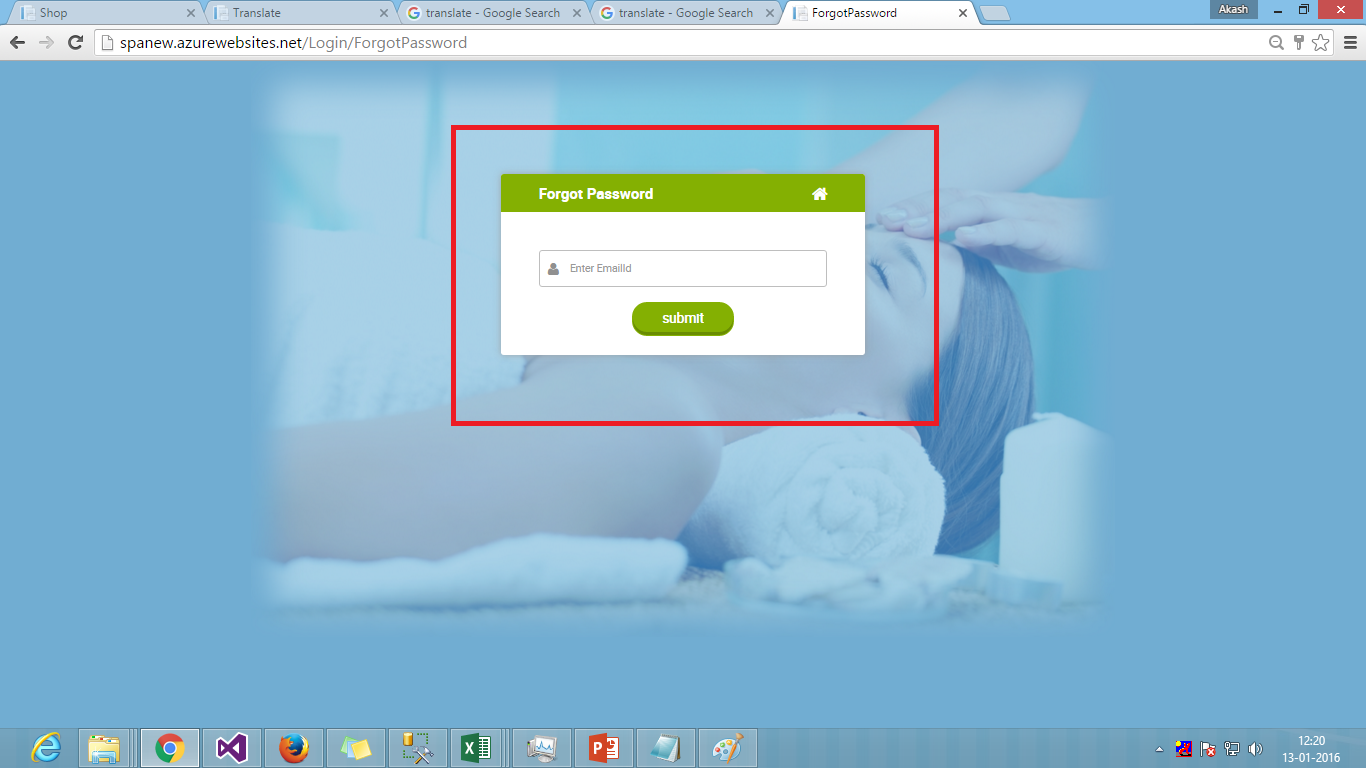 Shop
Translate
translate - Google Search
translate - Google Search
ForgotPassword
Akash
spanew.azurewebsites.net/Login/ForgotPassword
Forgot Password
Enter EmailId
submit
12:20
13-01-2016